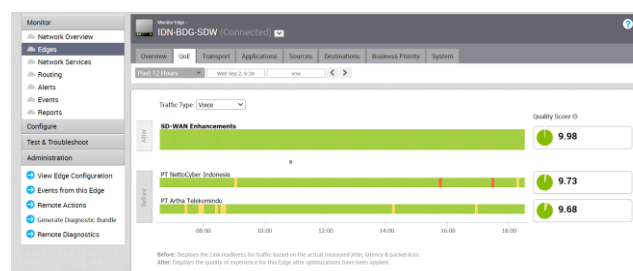 Monitor
Network Overview
Edges
Network Services
Routing
Alerts
Events
Reports
Configure
Test & Troubleshoot
Administration
View Edge Configuration
Events from this Edge
Remote Actions
Generate Diagnostic Bundle
Remote Diagnostics
Monitor Edge -
IDN-BDG-SDW (Connected)
?
Overview QoE Transport Applications Sources Destinations Business Priority System
Past 12 Hours Wed Sep 2, 6:34 now
Traffic Type: Voice
Quality Score
After
SD-WAN Enhancements
9.98
Before
PT NettoCyber Indonesia
9.73
PT Artha Telekomindo
9.68
08:00 10:00 12:00 14:00 16:00 18:00
Before: Displays the Link readiness for traffic based on the actual measured jitter, latency & packet-loss.
After: Displays the quality of experience for this Edge after optimizations have been applied.